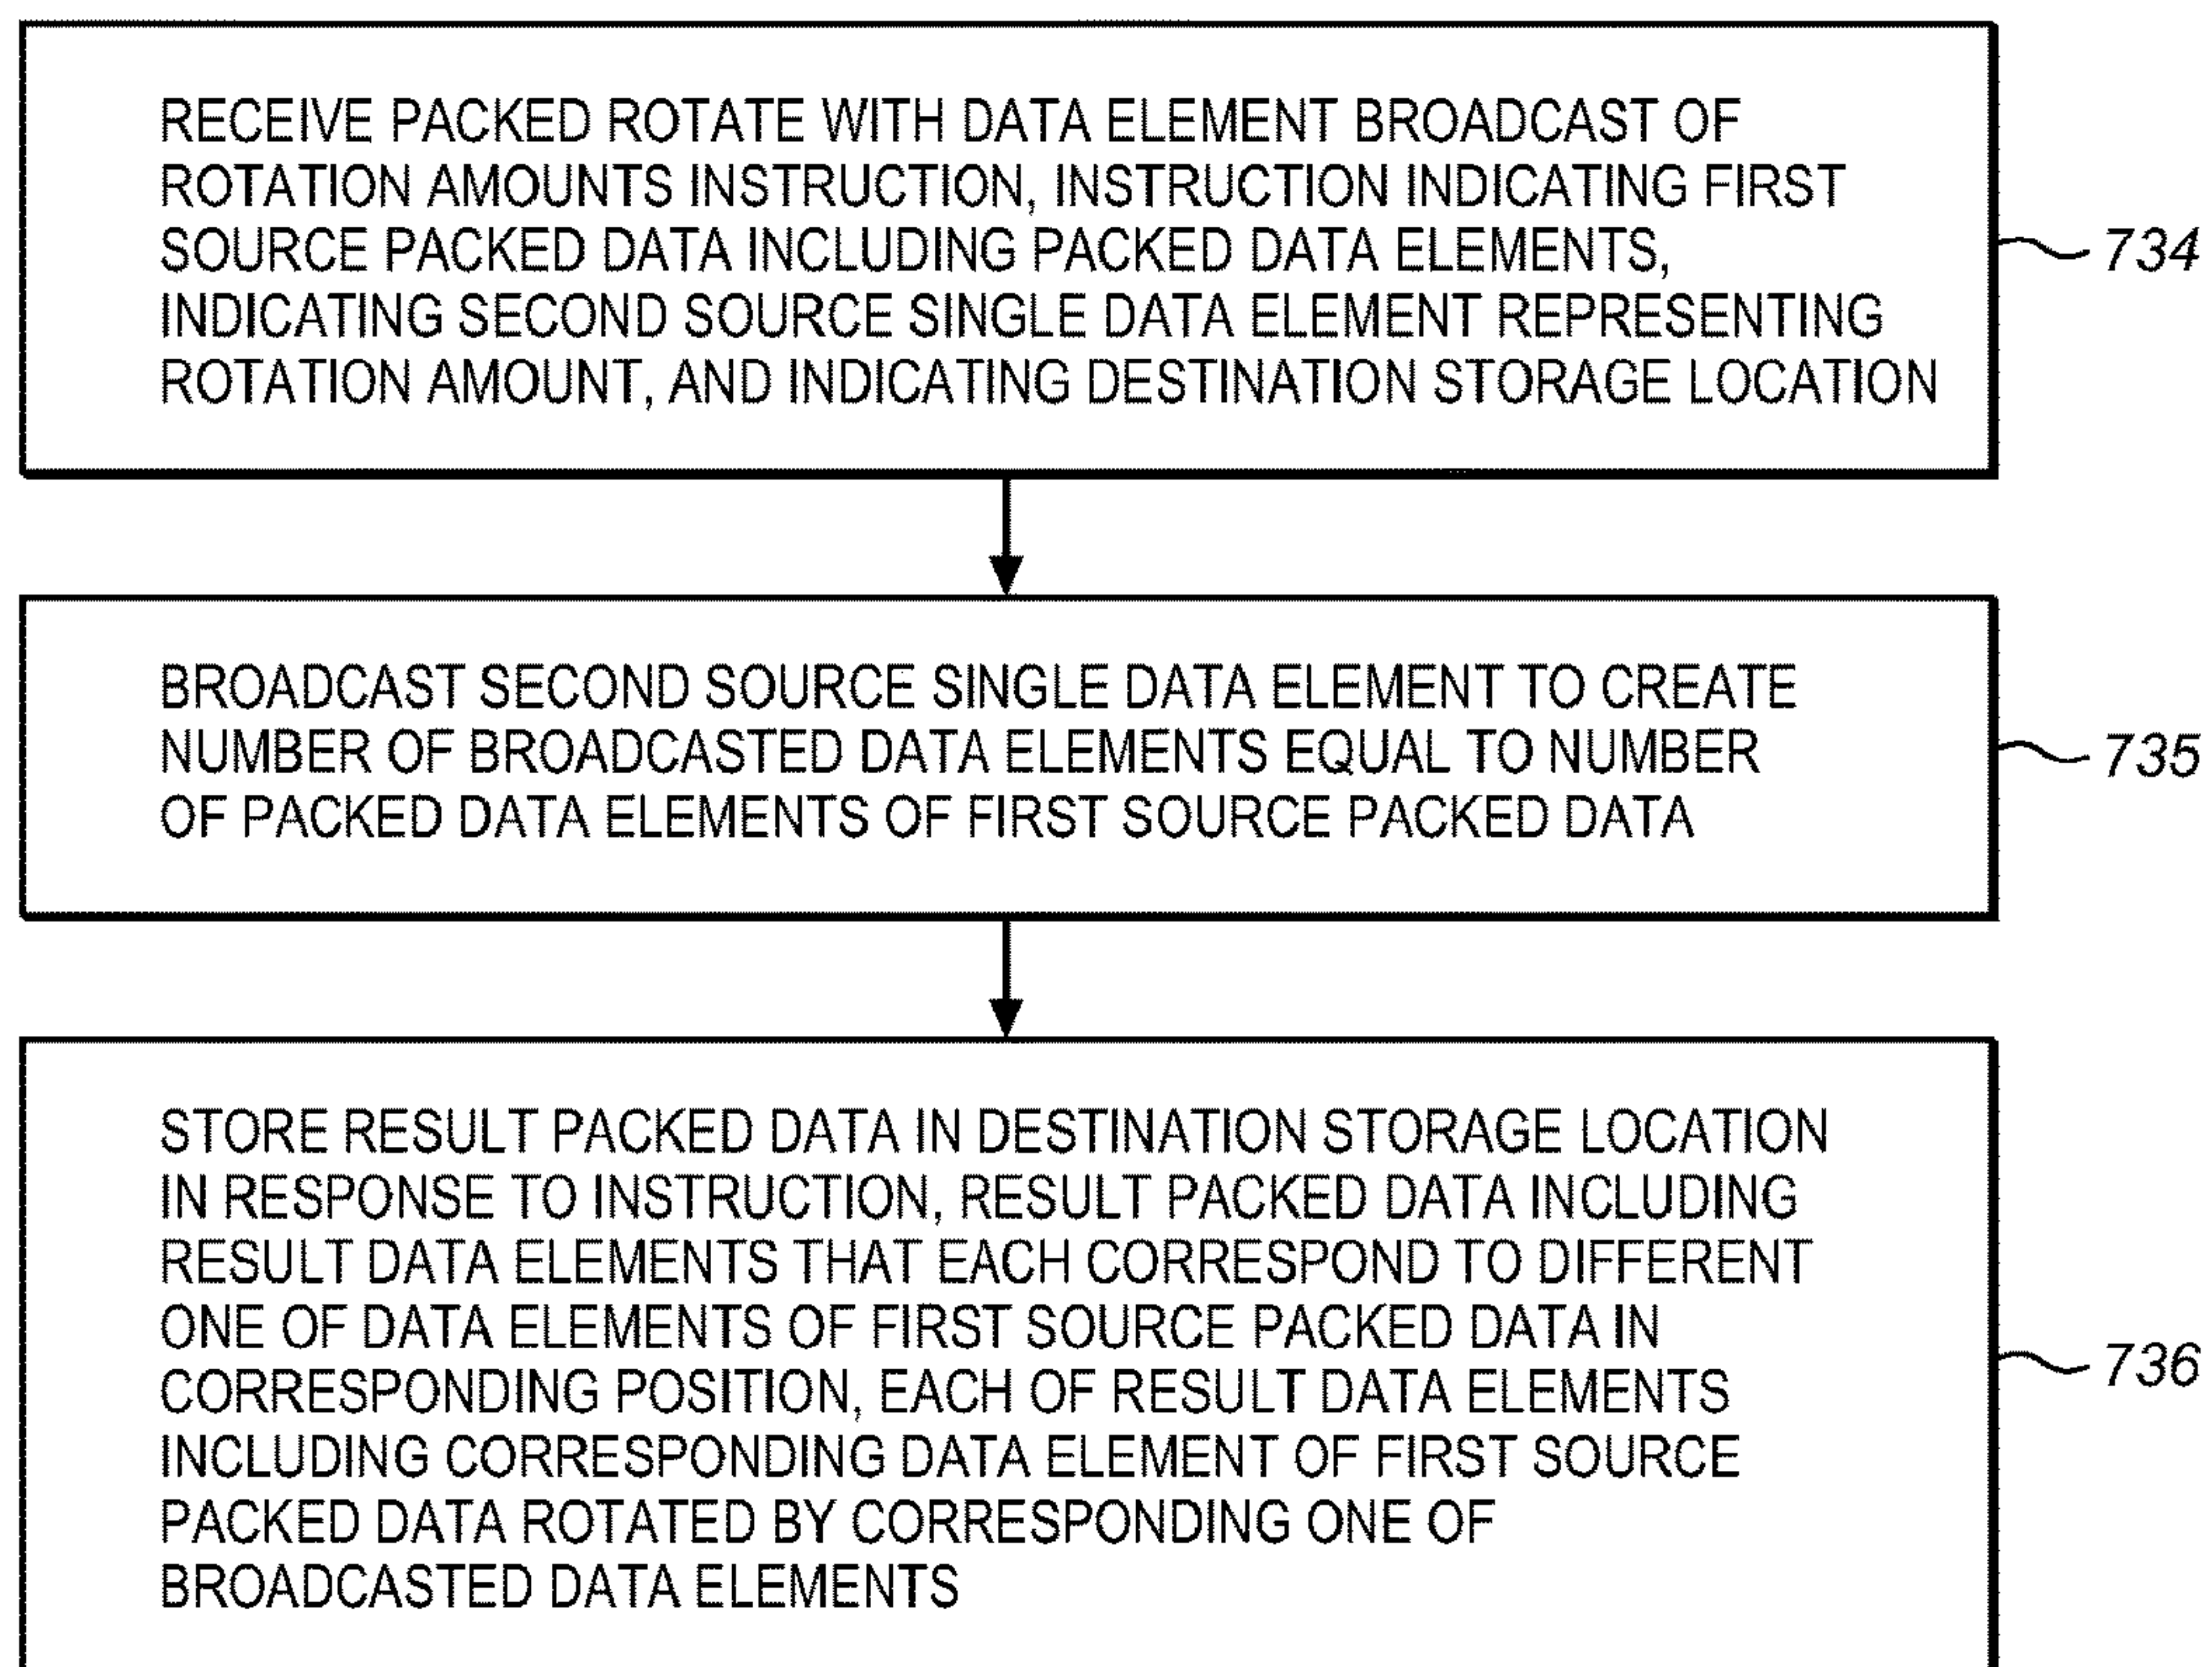 RECEIVE PACKED ROTATE WITH DATA ELEMENT BROADCAST OF
ROTATION AMOUNTS INSTRUCTION, INSTRUCTION INDICATING FIRST
SOURCE PACKED DATA INCLUDING PACKED DATA ELEMENTS,
INDICATING SECOND SOURCE SINGLE DATA ELEMENT REPRESENTING
ROTATION AMOUNT, AND INDICATING DESTINATION STORAGE LOCATION
734
BROADCAST SECOND SOURCE SINGLE DATA ELEMENT TO CREATE
NUMBER OF BROADCASTED DATA ELEMENTS EQUAL TO NUMBER
OF PACKED DATA ELEMENTS OF FIRST SOURCE PACKED DATA
735
STORE RESULT PACKED DATA IN DESTINATION STORAGE LOCATION
IN RESPONSE TO INSTRUCTION, RESULT PACKED DATA INCLUDING
RESULT DATA ELEMENTS THAT EACH CORRESPOND TO DIFFERENT
ONE OF DATA ELEMENTS OF FIRST SOURCE PACKED DATA IN
CORRESPONDING POSITION, EACH OF RESULT DATA ELEMENTS
INCLUDING CORRESPONDING DATA ELEMENT OF FIRST SOURCE
PACKED DATA ROTATED BY CORRESPONDING ONE OF
BROADCASTED DATA ELEMENTS
736